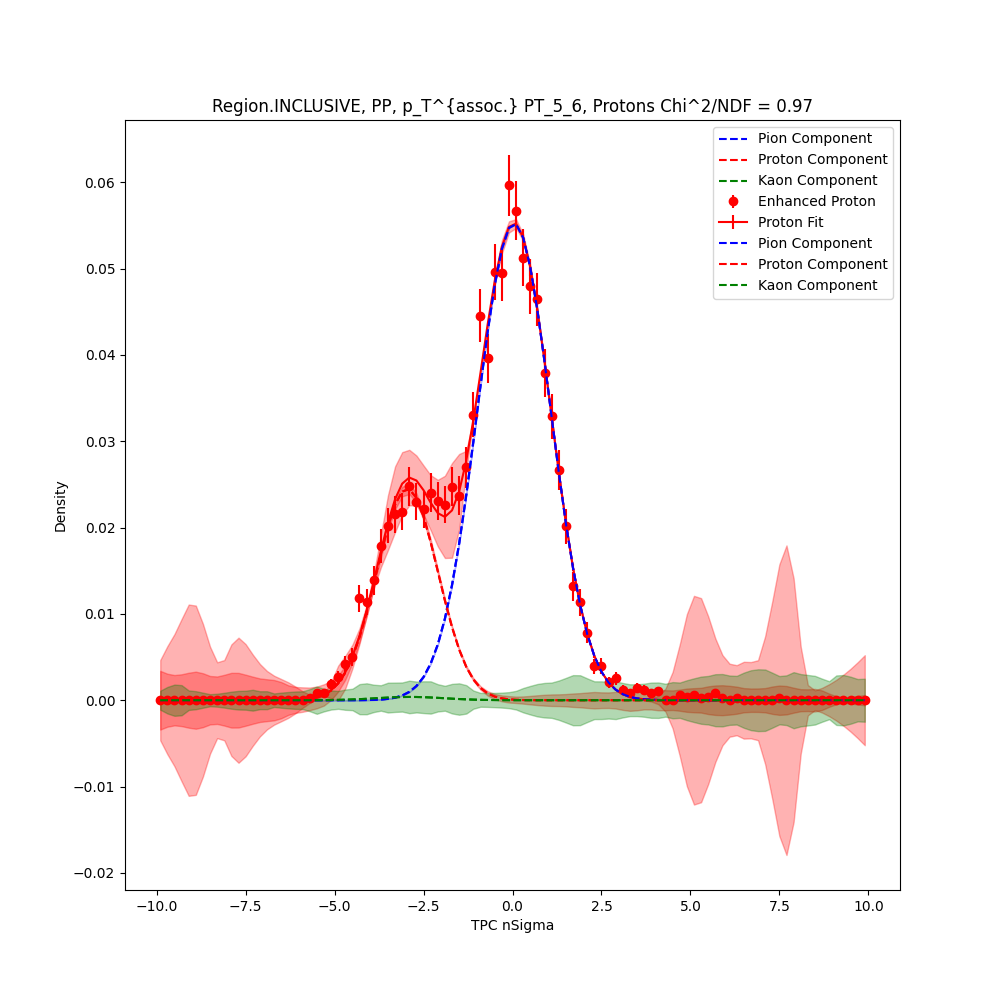 Region.INCLUSIVE, PP, p_T^{assoc.} PT_5_6, Protons Chi^2/NDF = 0.97
Pion Component
Proton Component
Kaon Component
Enhanced Proton
Proton Fit
Pion Component
Proton Component
Kaon Component
0.06
0.05
0.04
0.03
0.02
0.01
0.00
−0.01
−0.02
Density
−10.0
−7.5
−5.0
−2.5
0.0
2.5
5.0
7.5
10.0
TPC nSigma